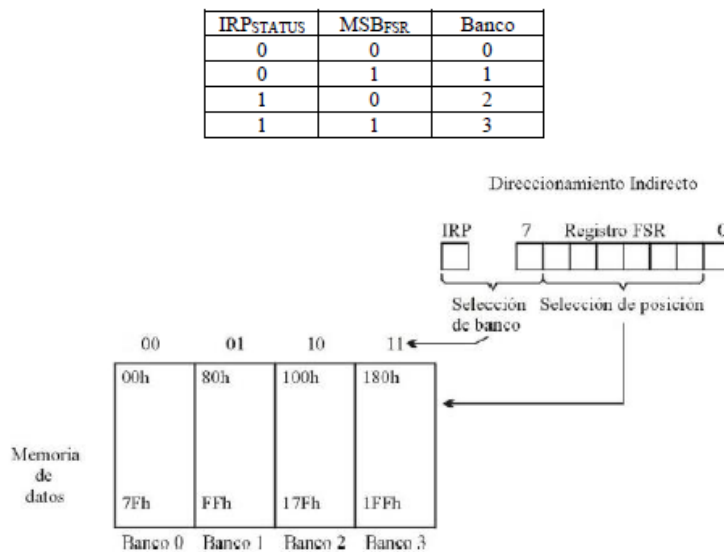 IRPSTATUS MSBFSR Banco
0 0 0
0 1 1
1 0 2
1 1 3
Direccionamiento Indirecto
IRP 7 Registro FSR
Selección de banco Selección de posición
00 01 10 11
00h 80h 100h 180h
Memoria de datos
7Fh FFh 17Fh 1FFh
Banco 0 Banco 1 Banco 2 Banco 3